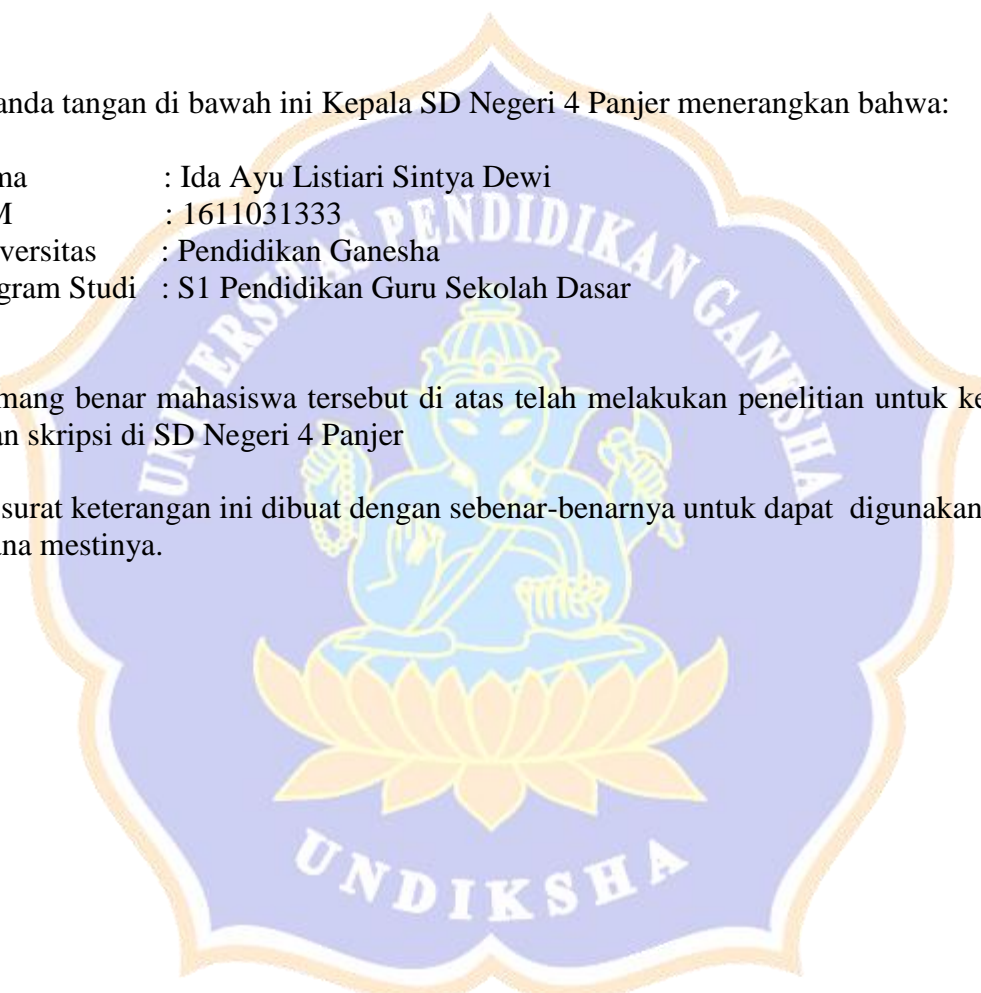 anda tangan di bawah ini Kepala SD Negeri 4 Panjer menerangkan bahwa:
ma : Ida Ayu Listiari Sintya Dewi
M : 1611031333
versitas : Pendidikan Ganesha
gram Studi : S1 Pendidikan Guru Sekolah Dasar
mang benar mahasiswa tersebut di atas telah melakukan penelitian untuk ke
an skripsi di SD Negeri 4 Panjer
surat keterangan ini dibuat dengan sebenar-benarnya untuk dapat digunakan
ana mestinya.
UNIVERSITAS PENDIDIKAN GANESHA
UNDIKSHA